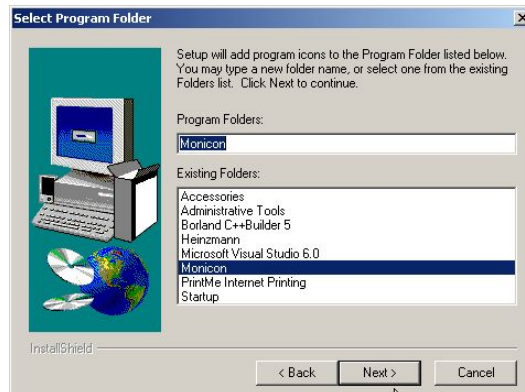 Select Program Folder
Setup will add program icons to the Program Folder listed below.
You may type a new folder name, or select one from the existing
Folders list. Click Next to continue.
Program Folders:
Monicon
Existing Folders:
Accessories
Administrative Tools
Borland C++Builder 5
Heinzmann
Microsoft Visual Studio 6.0
Monicon
PrintMe Internet Printing
Startup
InstallShield
< Back Next > Cancel